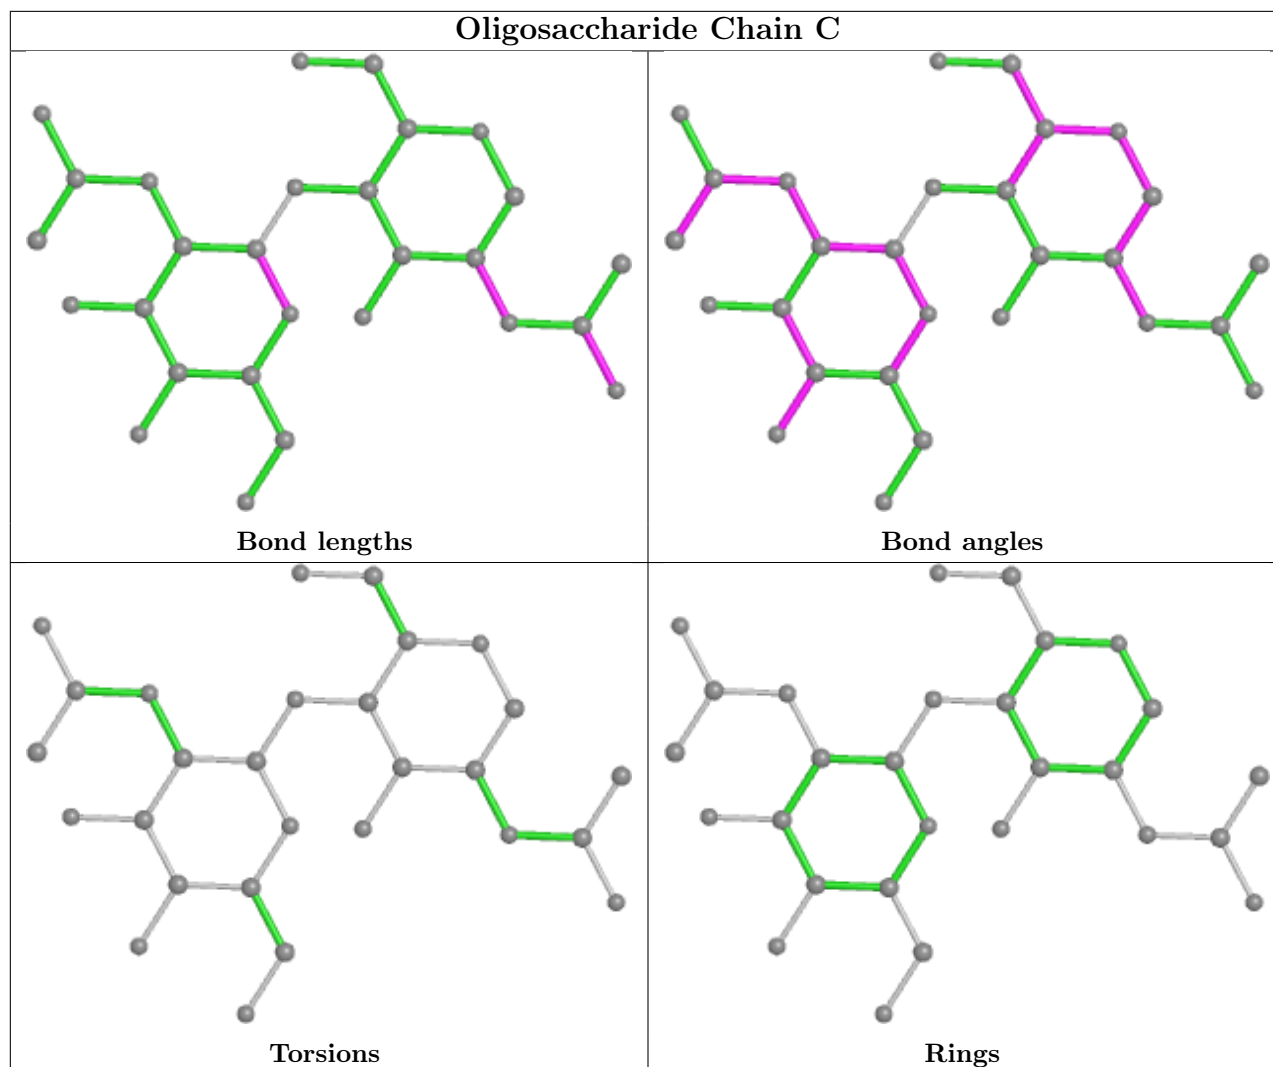 Oligosaccharide Chain C
Bond lengths
Bond angles
Torsions
Rings